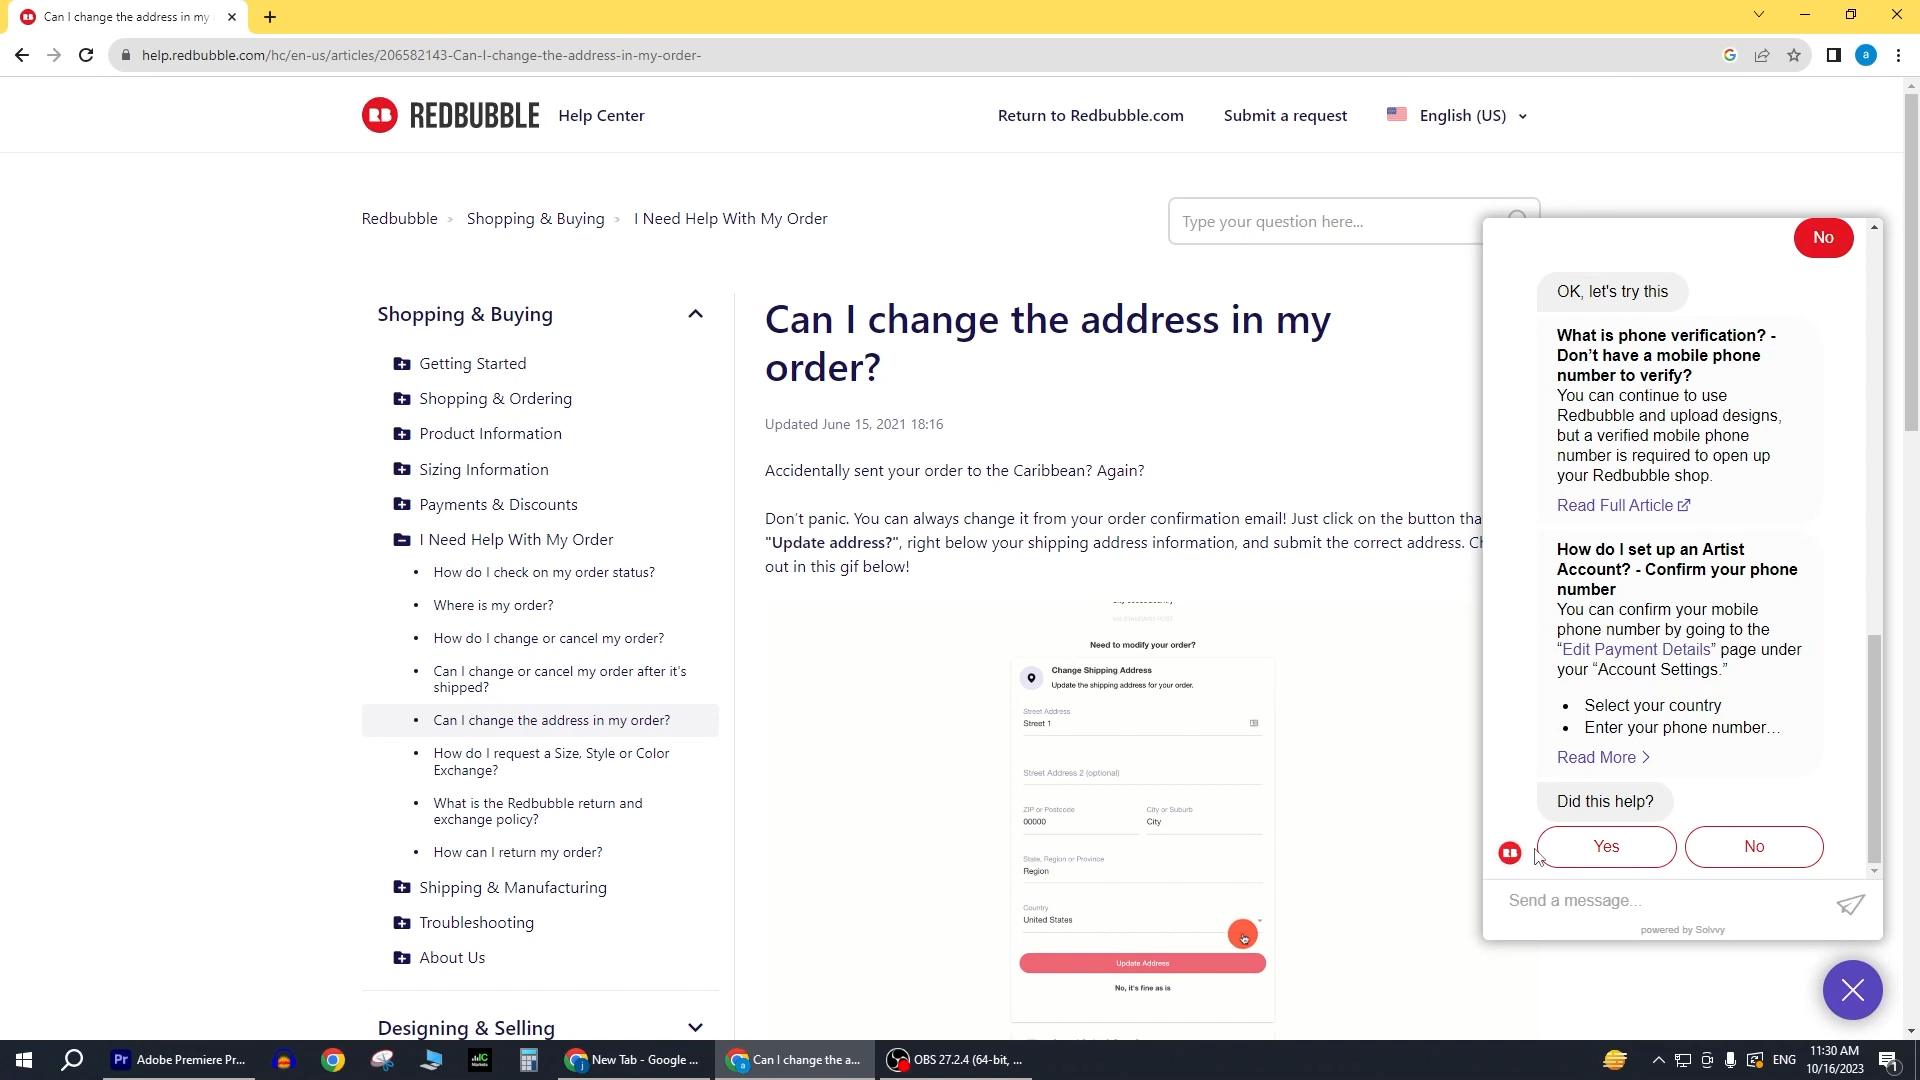 Can I change the address in my
help.redbubble.com/hc/en-us/articles/206582143-Can-I-change-the-address-in-my-order-
a
RB REDBUBBLE Help Center
Return to Redbubble.com Submit a request English (US)
Redbubble Shopping & Buying I Need Help With My Order
Type your question here...
Shopping & Buying
Getting Started
Shopping & Ordering
Product Information
Sizing Information
Payments & Discounts
I Need Help With My Order
• How do I check on my order status?
• Where is my order?
• How do I change or cancel my order?
• Can I change or cancel my order after it's
shipped?
• Can I change the address in my order?
• How do I request a Size, Style or Color
Exchange?
• What is the Redbubble return and
exchange policy?
• How can I return my order?
Shipping & Manufacturing
Troubleshooting
About Us
Designing & Selling
Can I change the address in my
order?
Updated June 15, 2021 18:16
Accidentally sent your order to the Caribbean? Again?
Don't panic. You can always change it from your order confirmation email! Just click on the button tha
"Update address?", right below your shipping address information, and submit the correct address. Ch
out in this gif below!
Need to modify your order?
Change Shipping Address
Update the shipping address for your order.
Street Address
Street 1
Street Address 2 (optional)
ZIP or Postcode City or Suburb
00000 City
State, Region or Province
Region
Country
United States
Update Address
No, it's fine as is
No
OK, let's try this
What is phone verification? -
Don’t have a mobile phone
number to verify?
You can continue to use
Redbubble and upload designs,
but a verified mobile phone
number is required to open up
your Redbubble shop.
Read Full Article
How do I set up an Artist
Account? - Confirm your phone
number
You can confirm your mobile
phone number by going to the
“Edit Payment Details” page under
your “Account Settings.”
• Select your country
• Enter your phone number…
Read More
Did this help?
RB Yes No
Send a message...
powered by Solvvy
Pr Adobe Premiere Pr...
New Tab - Google ...
Can I change the a...
OBS 27.2.4 (64-bit, ...
ENG
11:30 AM
10/16/2023
1